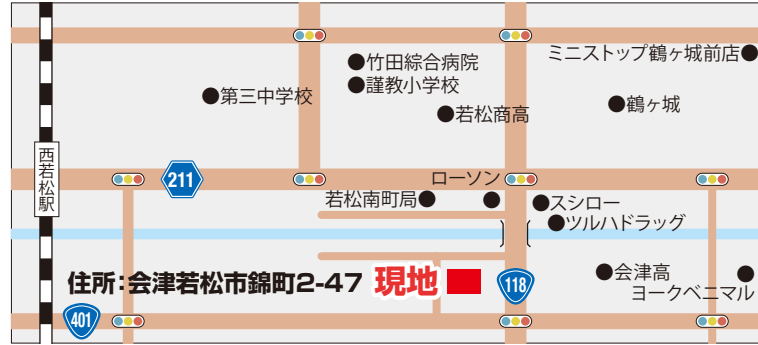 ミニストップ鶴ヶ城前店
竹田綜合病院
謹教小学校
第三中学校
鶴ヶ城
若松商高
西若松駅
211
ローソン
若松南町局
スシロー
ツルハドラッグ
住所:会津若松市錦町2-47 現地
118
会津高
ヨークベニマル
401